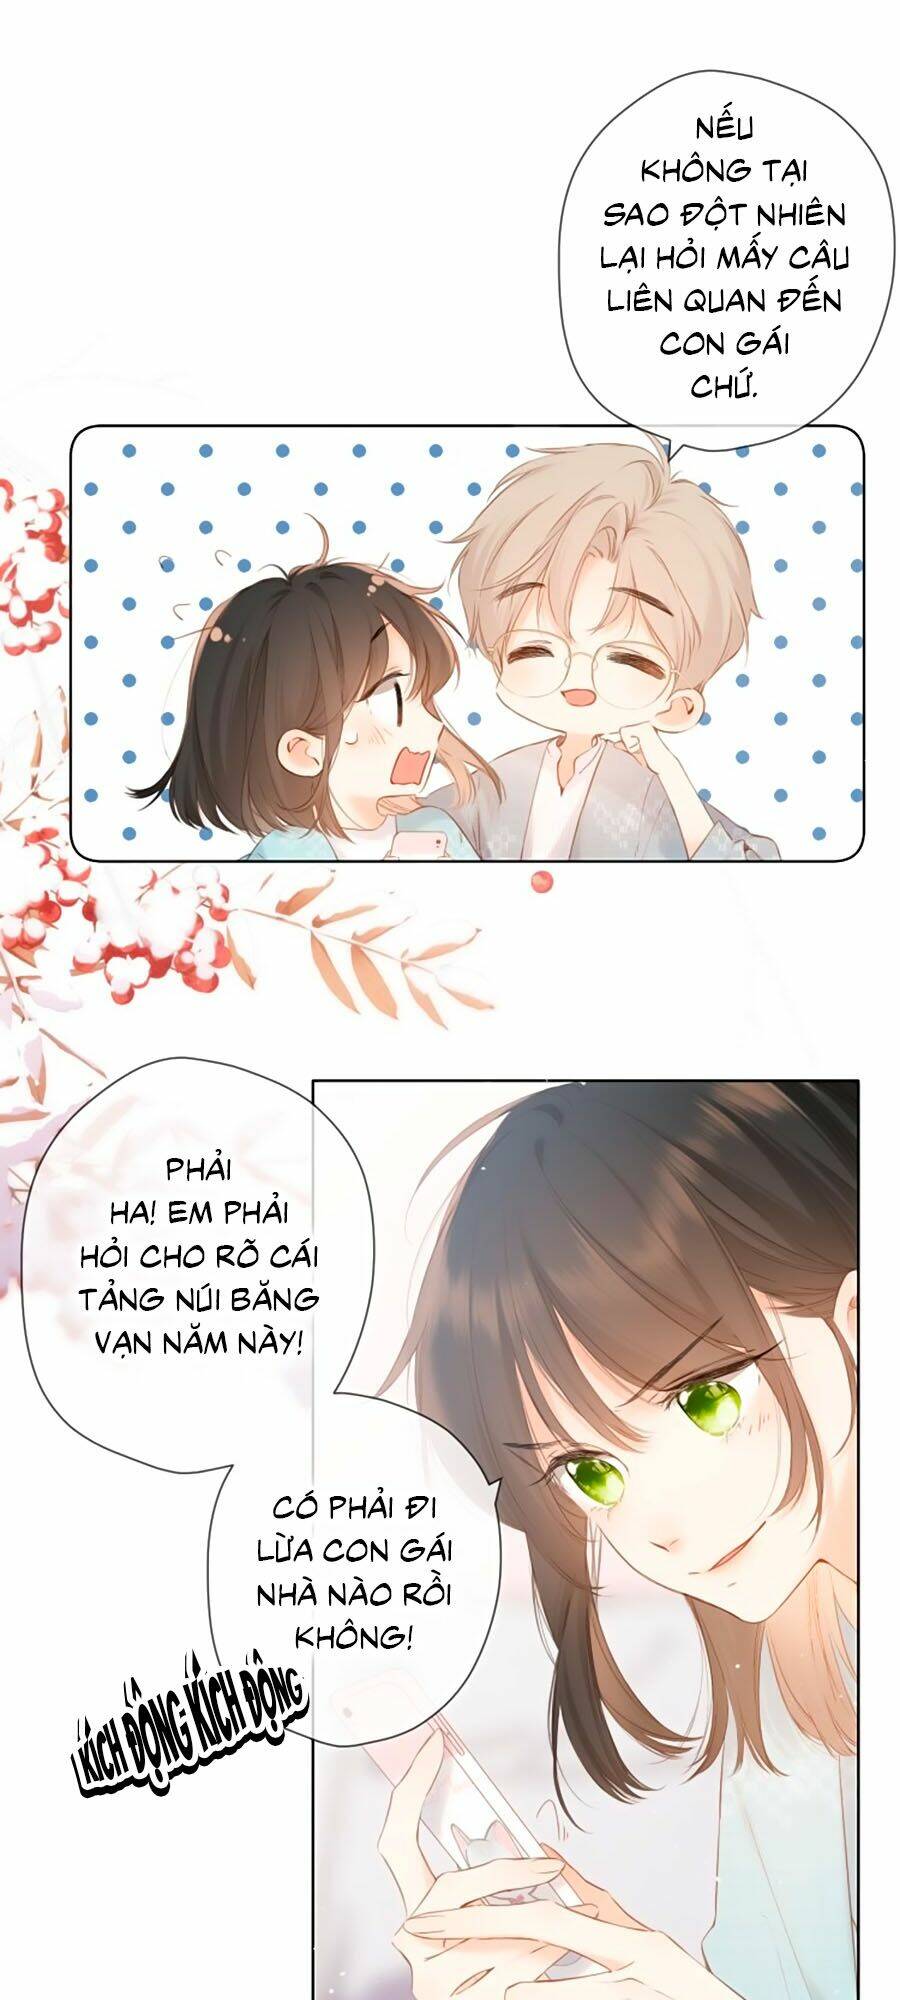 NẾU
KHÔNG TẠI
SAO ĐỘT NHIÊN
LẠI HỎI MẤY CÂU
LIÊN QUAN ĐẾN
CON GÁI
CHỨ.
PHẢI
HA! EM PHẢI
HỎI CHO RÕ CÁI
TẢNG NÚI BĂNG
VẠN NĂM NÀY!
CÓ PHẢI ĐI
LỪA CON GÁI
NHÀ NÀO RỒI
KHÔNG!
KÍCH ĐỘNG KÍCH ĐỘNG